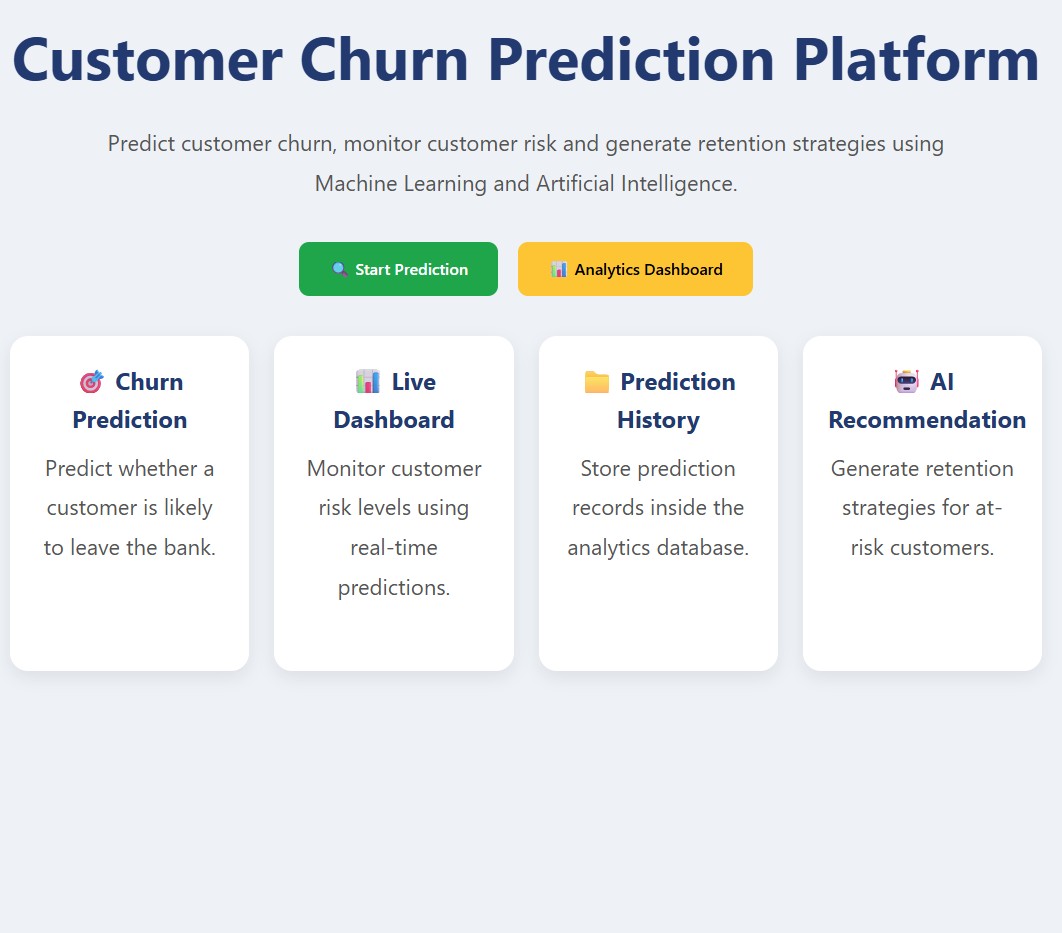 Customer Churn Prediction Platform
Predict customer churn, monitor customer risk and generate retention strategies using
Machine Learning and Artificial Intelligence.
Start Prediction
Analytics Dashboard
Churn
Prediction
Predict whether a
customer is likely
to leave the bank.
Live
Dashboard
Monitor customer
risk levels using
real-time
predictions.
Prediction
History
Store prediction
records inside the
analytics database.
AI
Recommendation
Generate retention
strategies for at-
risk customers.